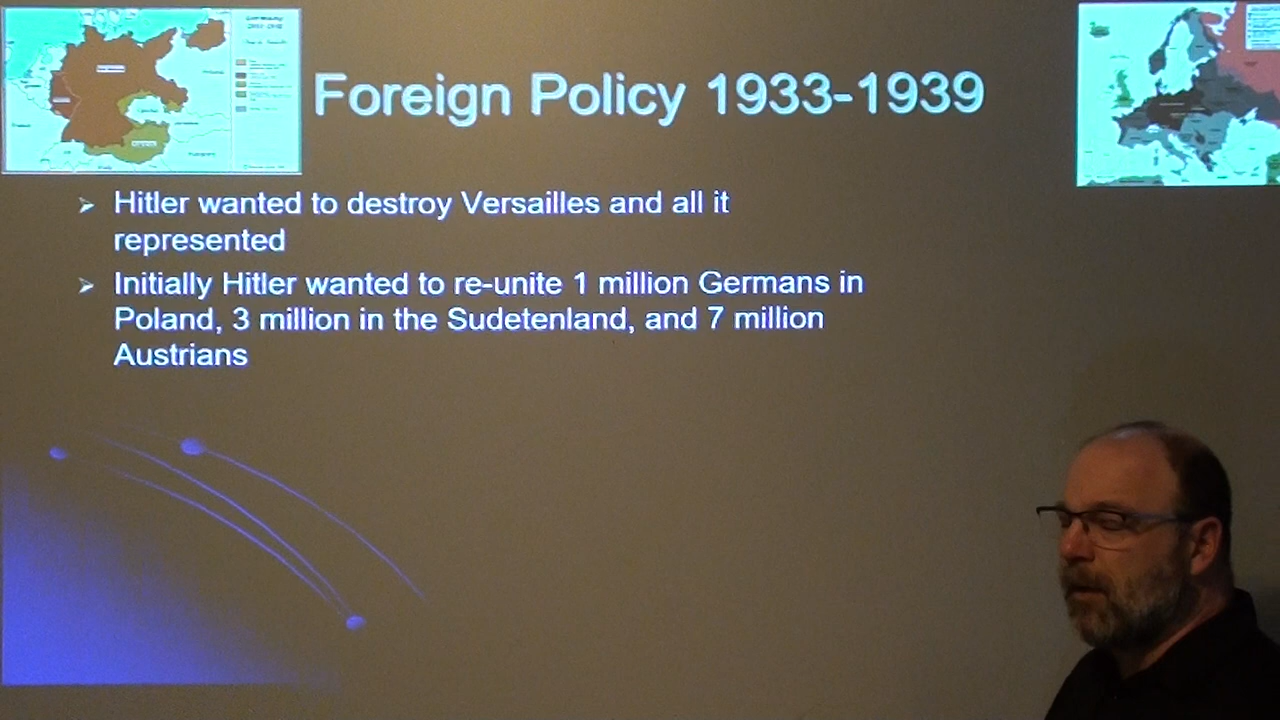 Foreign Policy 1933-1939
Hitler wanted to destroy Versailles and all it
represented
Initially Hitler wanted to re-unite 1 million Germans in
Poland, 3 million in the Sudetenland, and 7 million
Austrians